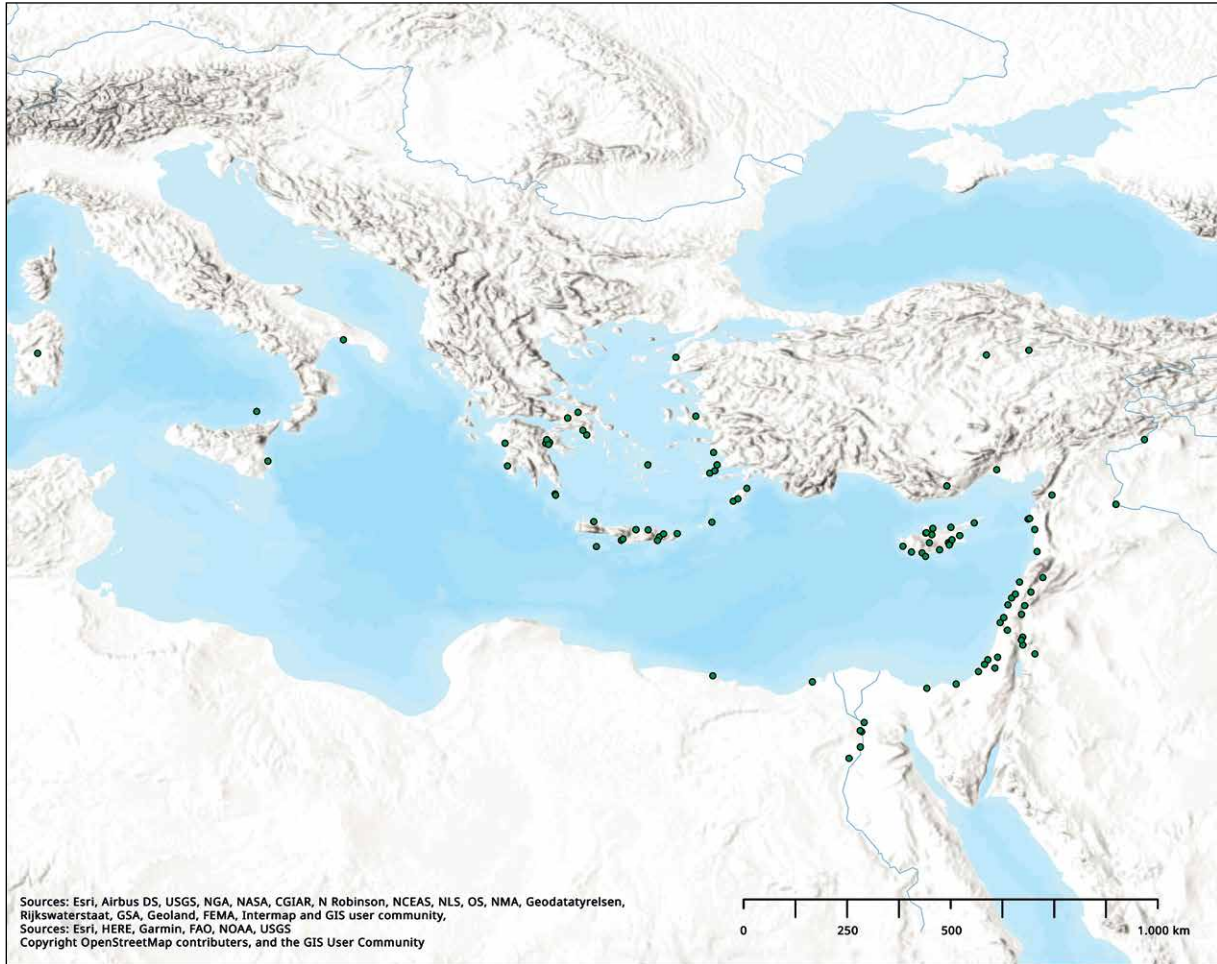 Sources: Esri, Airbus DS, USGS, NGA, NASA, CGIAR, N Robinson, NCEAS, NLS, OS, NMA, Geodatatyrelsen,
Rijkswaterstaat, GSA, Geoland, FEMA, Intermap and GIS user community,
Sources: Esri, HERE, Garmin, FAO, NOAA, USGS
Copyright OpenStreetMap contributers, and the GIS User Community
0 250 500 1.000 km